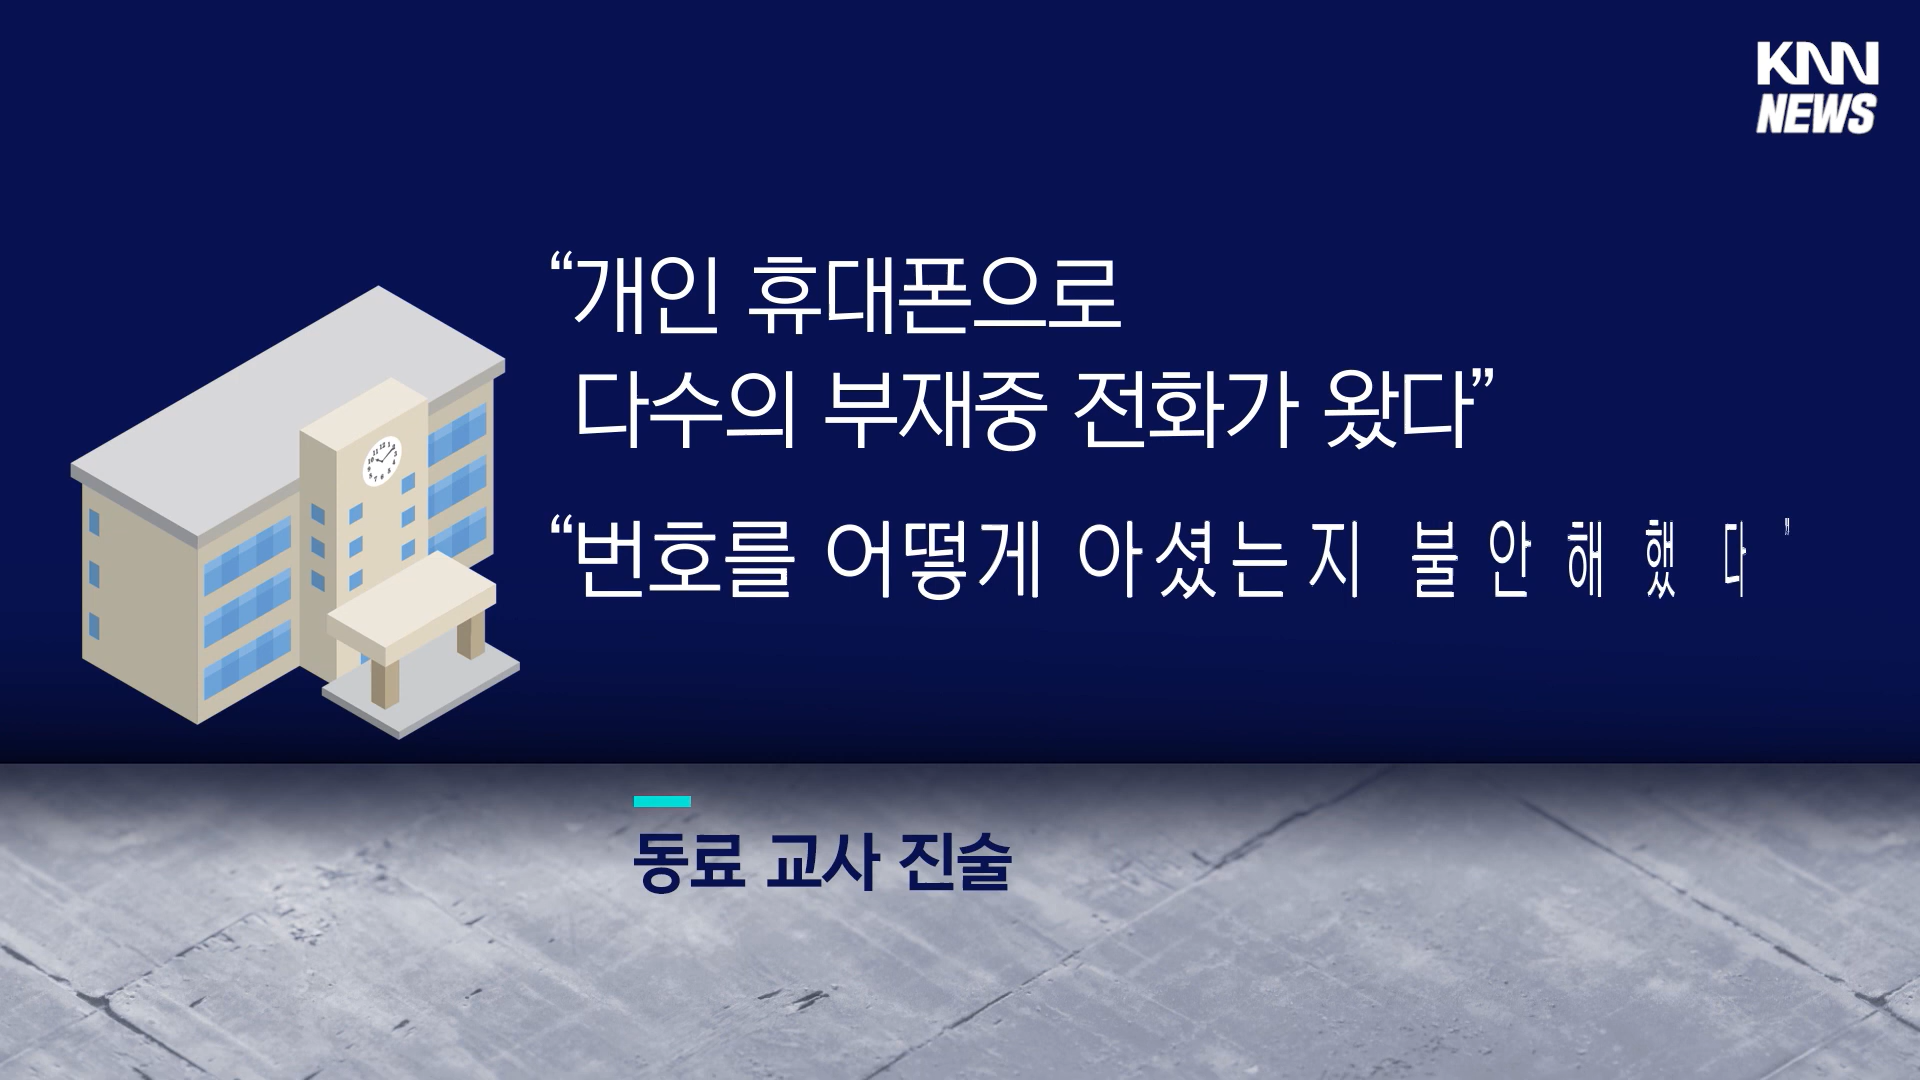 KNN
NEWS
“개인 휴대폰으로
다수의 부재중 전화가 왔다”
“번호를 어떻게 아셨는지 불안해했다”
동료 교사 진술